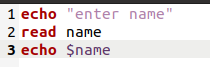 1 echo "enter name"
2 read name
3 echo $name